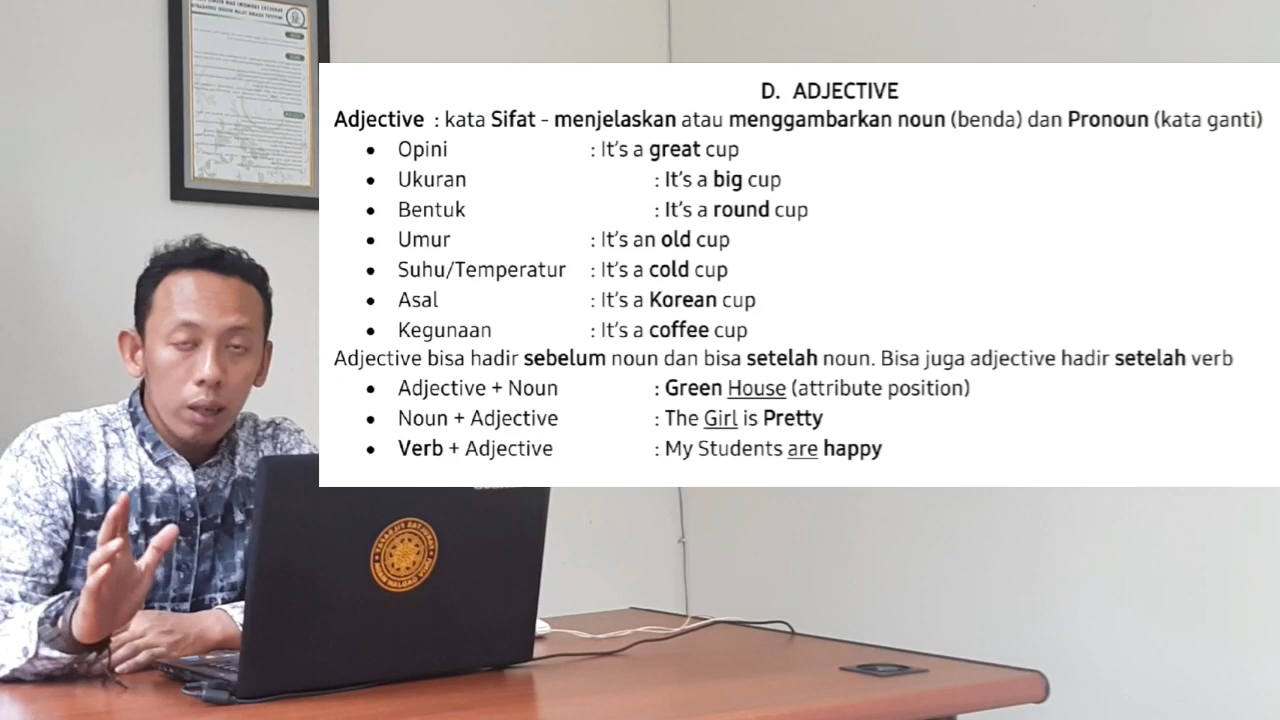 D. ADJECTIVE
Adjective : kata Sifat - menjelaskan atau menggambarkan noun (benda) dan Pronoun (kata ganti)
• Opini : It's a great cup
• Ukuran : It's a big cup
• Bentuk : It's a round cup
• Umur : It's an old cup
• Suhu/Temperatur : It's a cold cup
• Asal : It's a Korean cup
• Kegunaan : It's a coffee cup
Adjective bisa hadir sebelum noun dan bisa setelah noun. Bisa juga adjective hadir setelah verb
• Adjective + Noun : Green House (attribute position)
• Noun + Adjective : The Girl is Pretty
• Verb + Adjective : My Students are happy